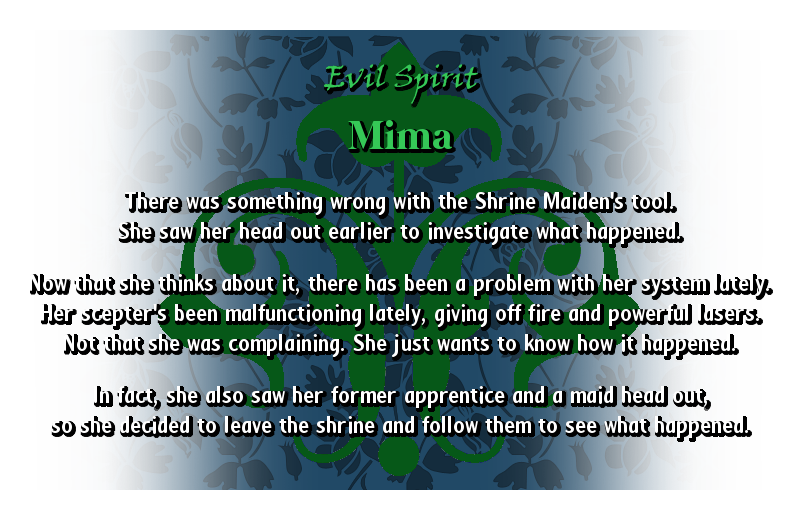 Evil Spirit
Mima
There was something wrong with the Shrine Maiden's tool.
She saw her head out earlier to investigate what happened.
Now that she thinks about it, there has been a problem with her system lately.
Her scepter's been malfunctioning lately, giving off fire and powerful lasers.
Not that she was complaining. She just wants to know how it happened.
In fact, she also saw her former apprentice and a maid head out,
so she decided to leave the shrine and follow them to see what happened.